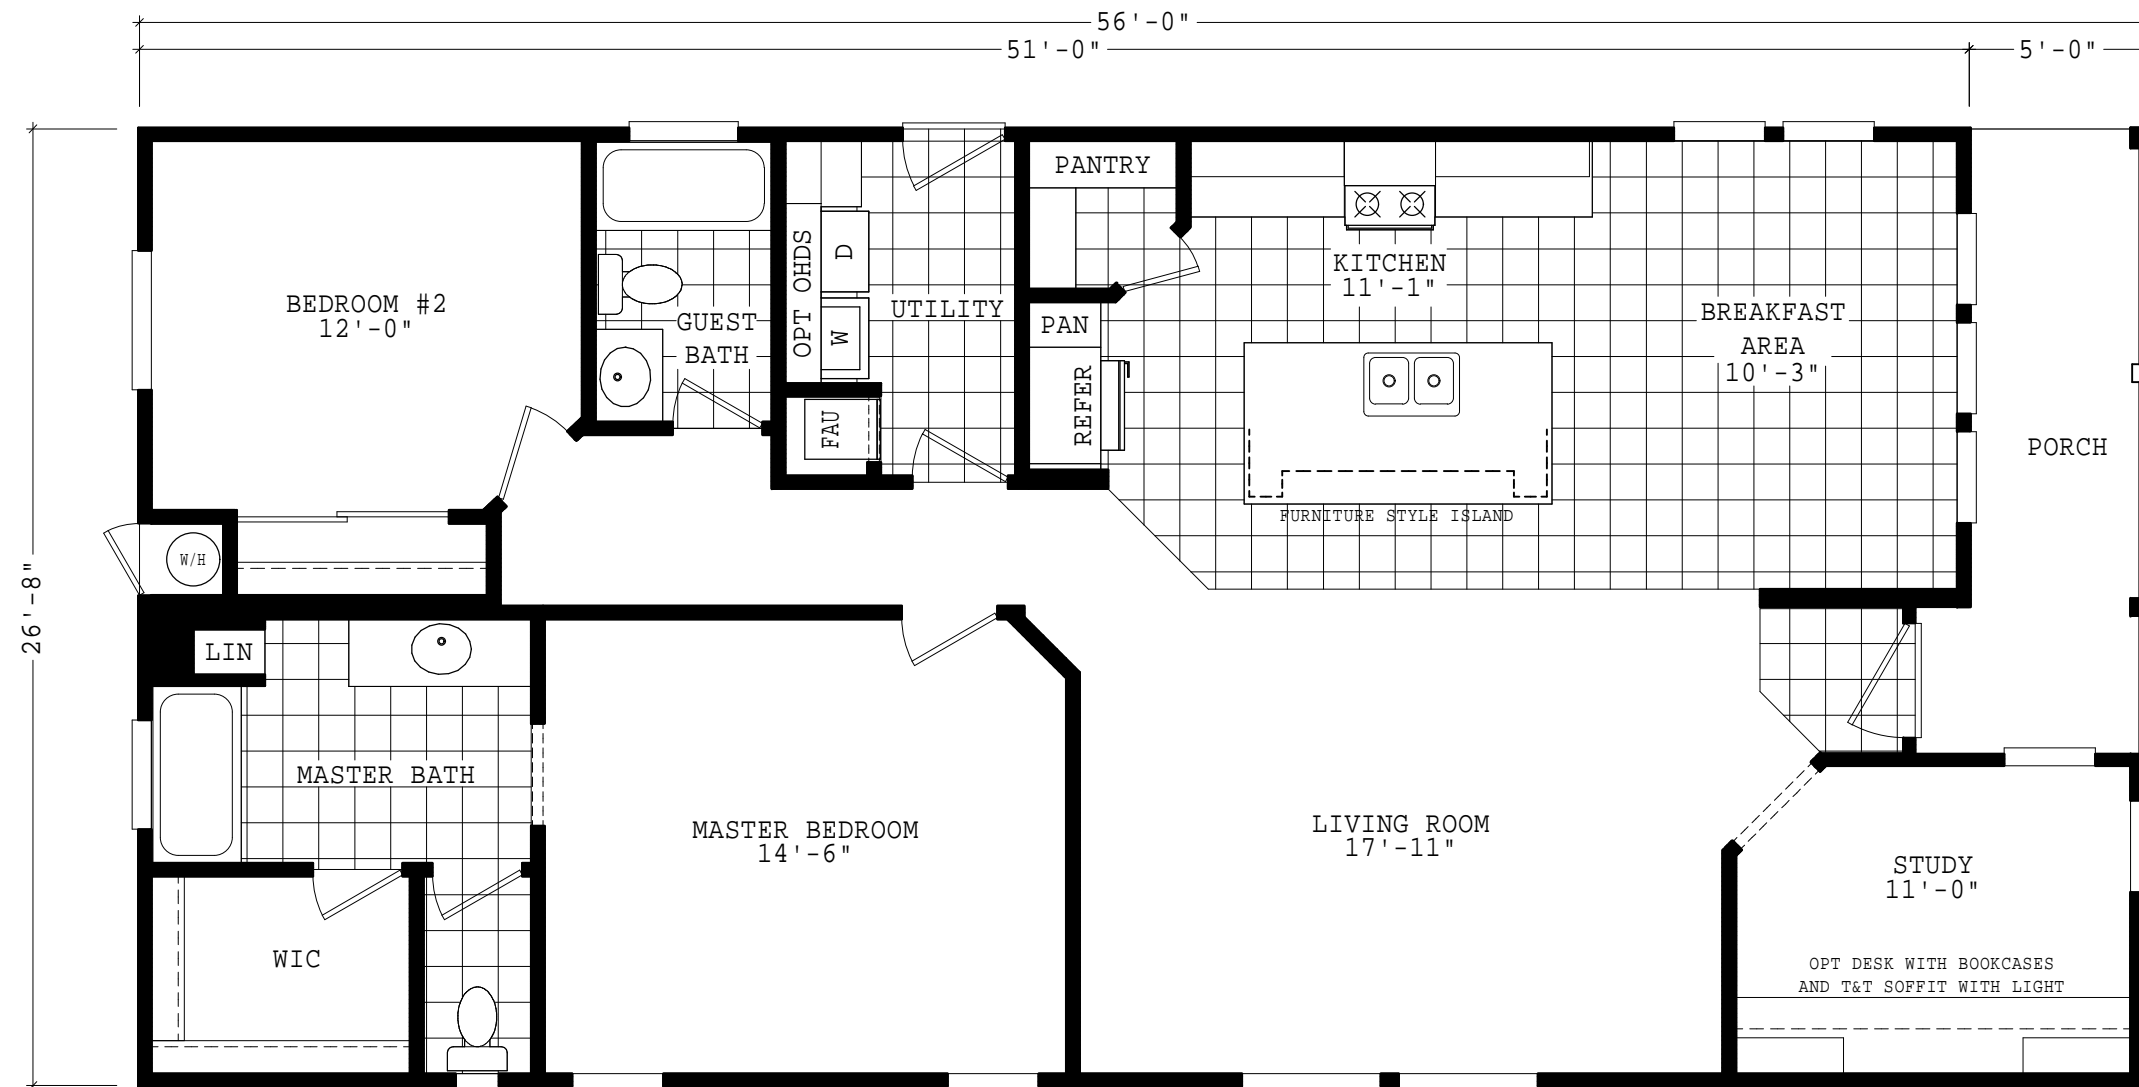 56'-0"
51'-0"
5'-0"
26'-8"
BEDROOM #2
12'-0"
GUEST
BATH
OPT OHDS
D
W
UTILITY
FAU
PANTRY
PAN
REFER
KITCHEN
11'-1"
BREAKFAST
AREA
10'-3"
FURNITURE STYLE ISLAND
PORCH
W/H
LIN
MASTER BATH
WIC
MASTER BEDROOM
14'-6"
LIVING ROOM
17'-11"
STUDY
11'-0"
OPT DESK WITH BOOKCASES
AND T&T SOFFIT WITH LIGHT